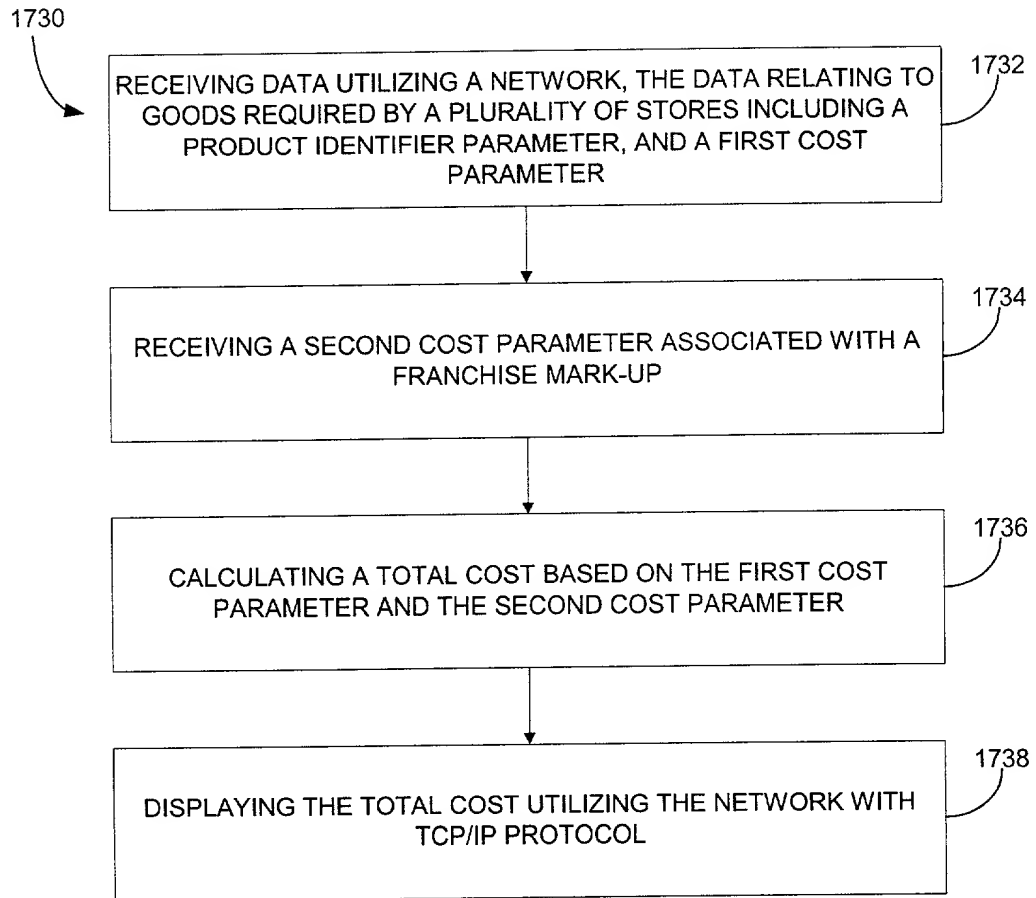 1730
RECEIVING DATA UTILIZING A NETWORK, THE DATA RELATING TO
GOODS REQUIRED BY A PLURALITY OF STORES INCLUDING A
PRODUCT IDENTIFIER PARAMETER, AND A FIRST COST
PARAMETER
1732
RECEIVING A SECOND COST PARAMETER ASSOCIATED WITH A
FRANCHISE MARK-UP
1734
CALCULATING A TOTAL COST BASED ON THE FIRST COST
PARAMETER AND THE SECOND COST PARAMETER
1736
DISPLAYING THE TOTAL COST UTILIZING THE NETWORK WITH
TCP/IP PROTOCOL
1738